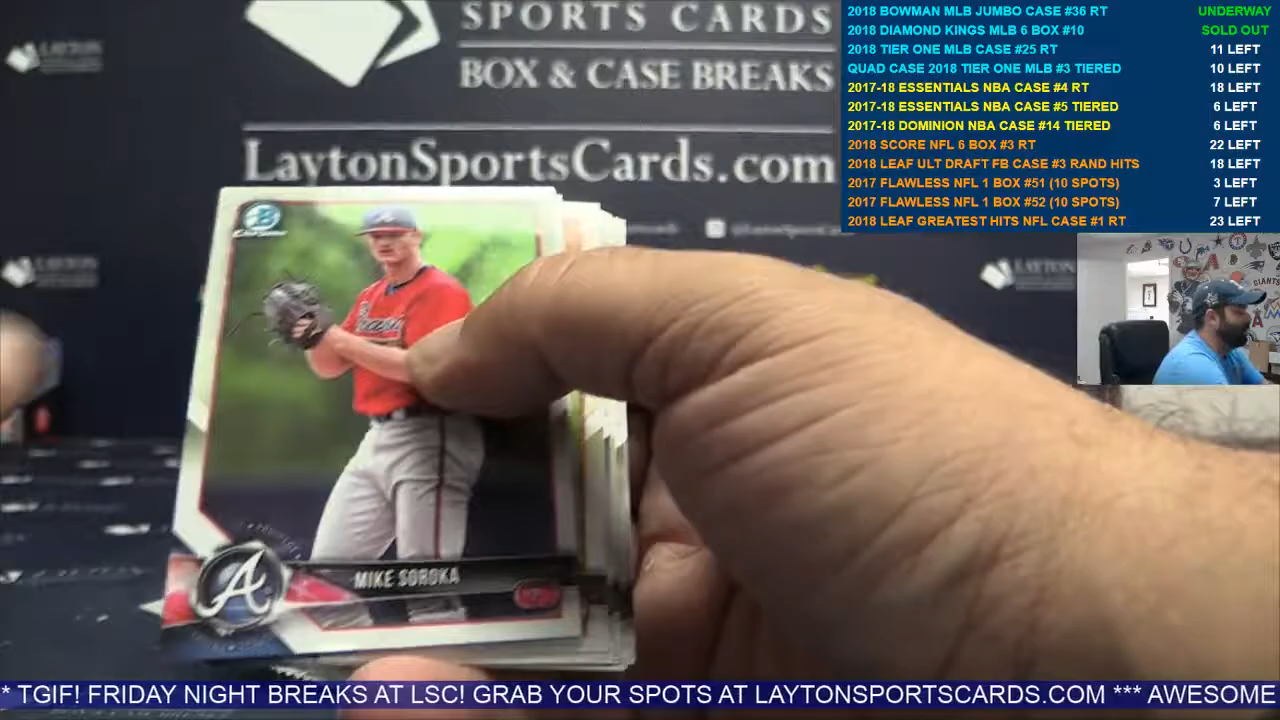 SPORTS CARDS
BOX & CASE BREAKS
LaytonSportsCards.com
2018 BOWMAN MLB JUMBO CASE #36 RT UNDERWAY
2018 DIAMOND KINGS MLB 6 BOX #10 SOLD OUT
2018 TIER ONE MLB CASE #25 RT 11 LEFT
QUAD CASE 2018 TIER ONE MLB #3 TIERED 10 LEFT
2017-18 ESSENTIALS NBA CASE #4 RT 18 LEFT
2017-18 ESSENTIALS NBA CASE #5 TIERED 6 LEFT
2017-18 DOMINION NBA CASE #14 TIERED 6 LEFT
2018 SCORE NFL 6 BOX #3 RT 22 LEFT
2018 LEAF ULT DRAFT FB CASE #3 RAND HITS 18 LEFT
2017 FLAWLESS NFL 1 BOX #51 (10 SPOTS) 3 LEFT
2017 FLAWLESS NFL 1 BOX #52 (10 SPOTS) 7 LEFT
2018 LEAF GREATEST HITS NFL CASE #1 RT 23 LEFT
GIANTS
A
MIKE SOROKA
* TGIF! FRIDAY NIGHT BREAKS AT LSC! GRAB YOUR SPOTS AT LAYTONSPORTSCARDS.COM *** AWESOME